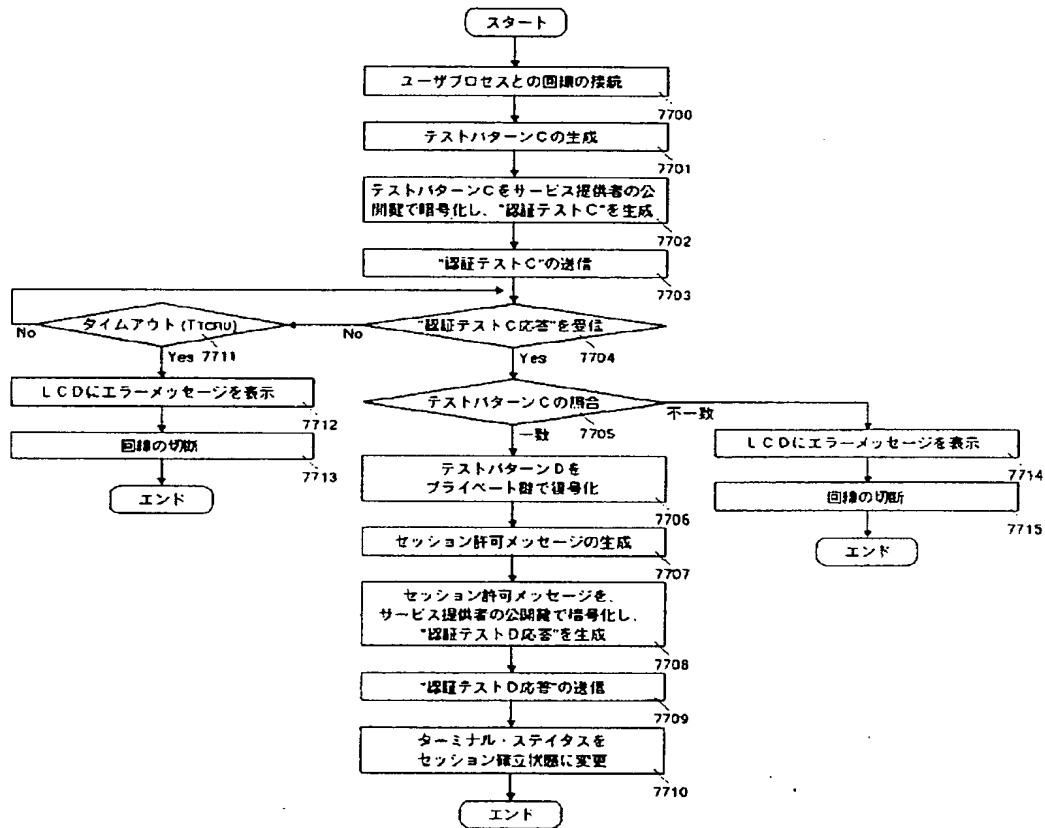 スタート
ユーザプロセスとの回線の接続
7700
テストパターンCの生成
7701
テストパターンCをサービス提供者の公
開鍵で暗号化し、"認証テストC"を生成
7702
"認証テストC"の送信
7703
"認証テストC応答"を受信
7704
No
Yes
タイムアウト(TTCRU)
7711
No
Yes
LCDにエラーメッセージを表示
7712
回線の切断
7713
エンド
テストパターンCの照合
7705
不一致
一致
LCDにエラーメッセージを表示
7714
回線の切断
7715
エンド
テストパターンDを
プライベート鍵で復号化
7706
セッション許可メッセージの生成
7707
セッション許可メッセージを、
サービス提供者の公開鍵で暗号化し、
"認証テストD応答"を生成
7708
"認証テストD応答"の送信
7709
ターミナル・ステイタスを
セッション確立状態に変更
7710
エンド